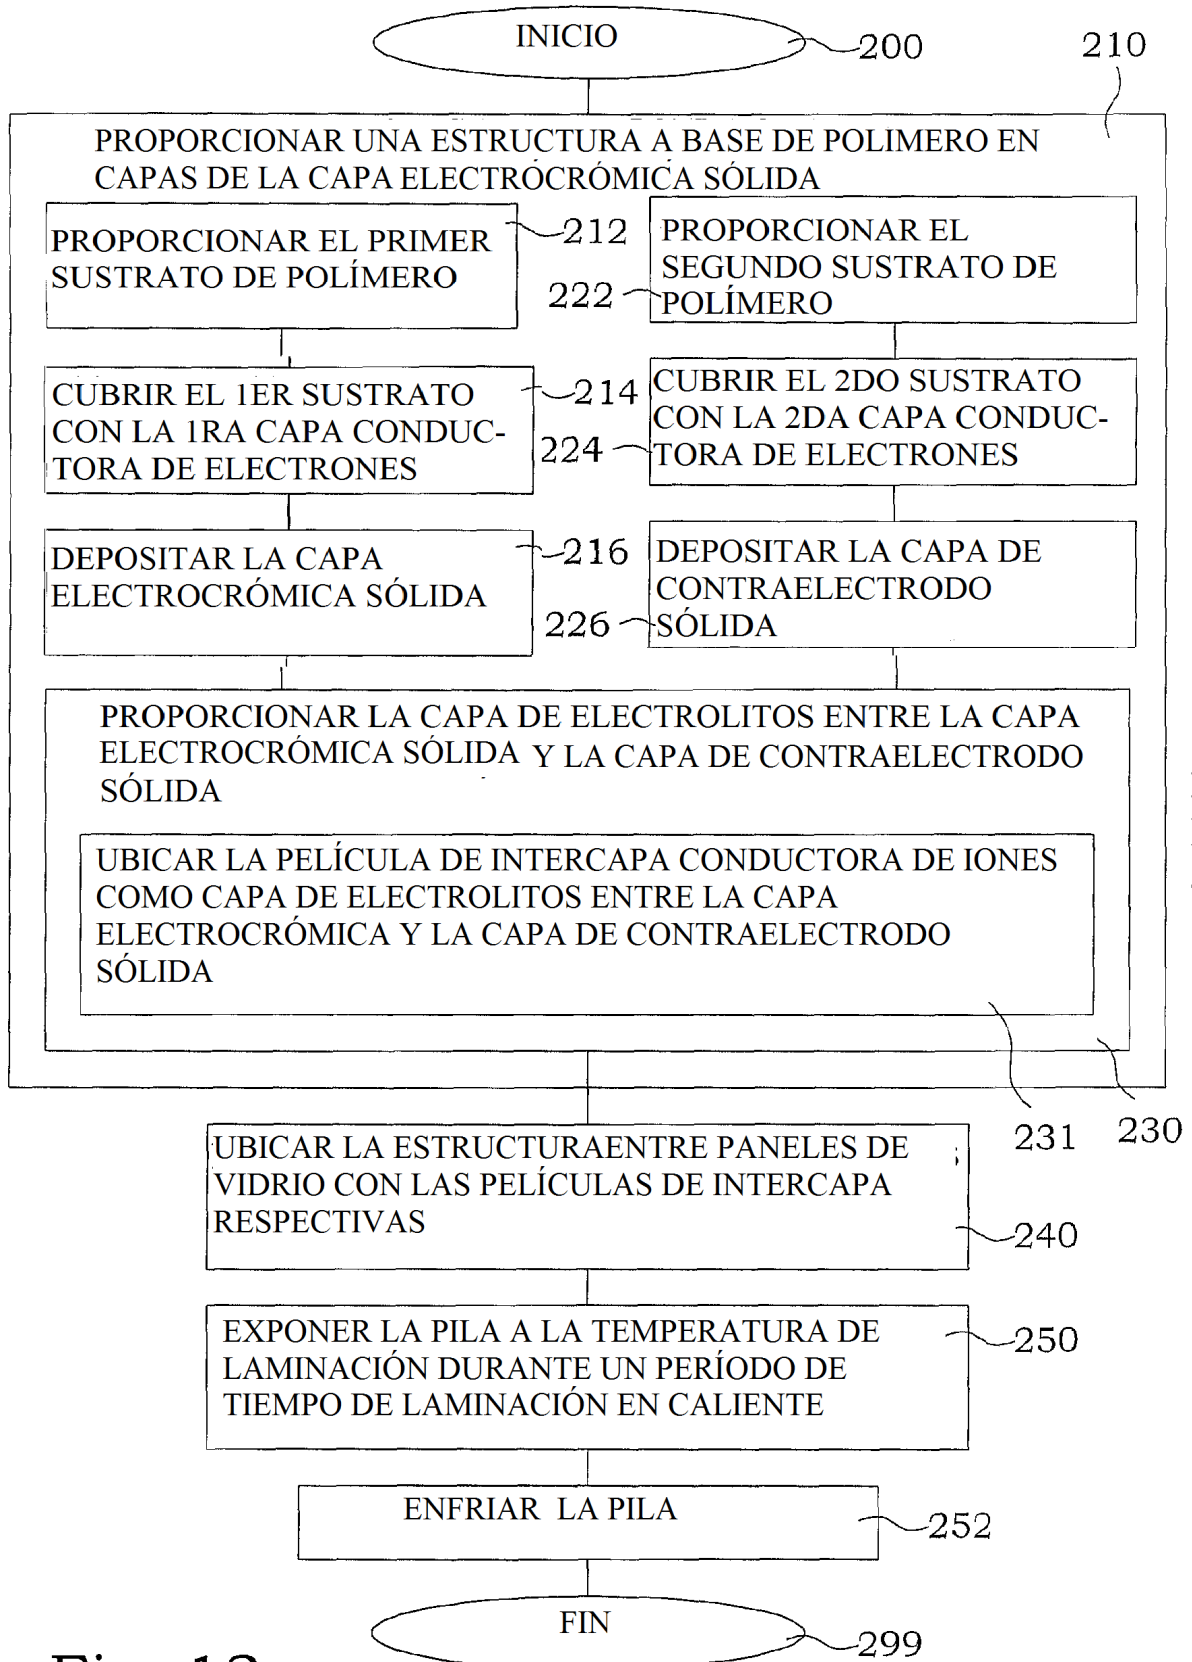 INICIO
200
210
PROPORCIONAR UNA ESTRUCTURA A BASE DE POLIMERO EN
CAPAS DE LA CAPA ELECTROCRÓMICA SÓLIDA
PROPORCIONAR EL PRIMER
SUSTRATO DE POLÍMERO
212
PROPORCIONAR EL
SEGUNDO SUSTRATO DE
POLÍMERO
222
CUBRIR EL 1ER SUSTRATO
CON LA 1RA CAPA CONDUC-
TORA DE ELECTRONES
214
CUBRIR EL 2DO SUSTRATO
CON LA 2DA CAPA CONDUC-
TORA DE ELECTRONES
224
DEPOSITAR LA CAPA
ELECTROCRÓMICA SÓLIDA
216
DEPOSITAR LA CAPA DE
CONTRAELECTRODO
SÓLIDA
226
PROPORCIONAR LA CAPA DE ELECTROLITOS ENTRE LA CAPA
ELECTROCRÓMICA SÓLIDA Y LA CAPA DE CONTRAELECTRODO
SÓLIDA
UBICAR LA PELÍCULA DE INTERCAPA CONDUCTORA DE IONES
COMO CAPA DE ELECTROLITOS ENTRE LA CAPA
ELECTROCRÓMICA Y LA CAPA DE CONTRAELECTRODO
SÓLIDA
231
230
UBICAR LA ESTRUCTURAENTRE PANELES DE
VIDRIO CON LAS PELÍCULAS DE INTERCAPA
RESPECTIVAS
240
EXPONER LA PILA A LA TEMPERATURA DE
LAMINACIÓN DURANTE UN PERÍODO DE
TIEMPO DE LAMINACIÓN EN CALIENTE
250
ENFRIAR LA PILA
252
FIN
299